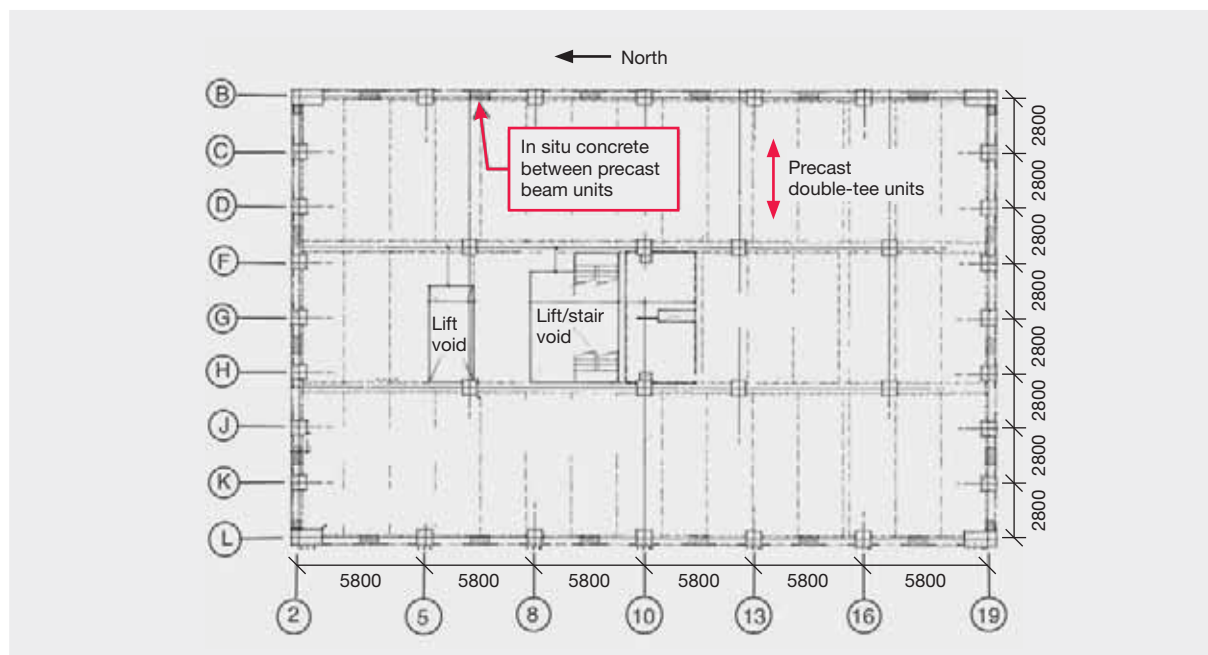 North
B
C
D
F
G
H
J
K
L
In situ concrete
between precast
beam units
Precast
double-tee units
Lift
void
Lift/stair
void
2800
2800
2800
2800
2800
2800
2800
2800
5800
5800
5800
5800
5800
5800
2
5
8
10
13
16
19